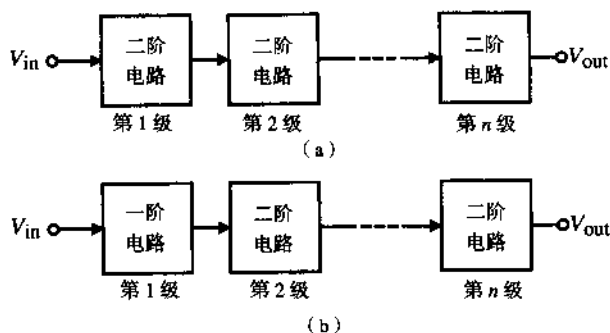 V_in
二阶
电路
二阶
电路
二阶
电路
V_out
第1级
第2级
第n级
(a)
V_in
一阶
电路
二阶
电路
二阶
电路
V_out
第1级
第2级
第n级
(b)